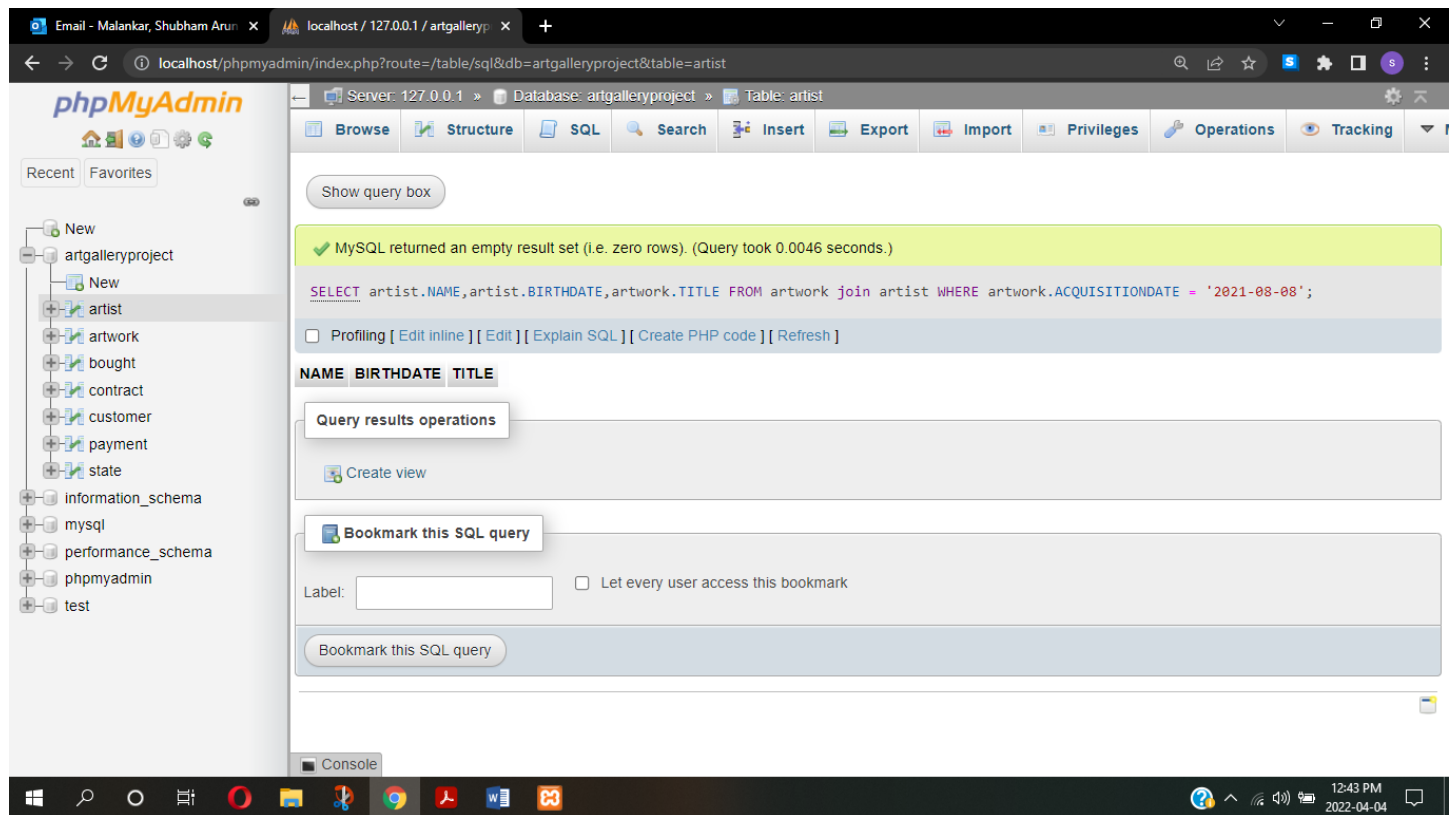 Email - Malankar, Shubham Arun
localhost / 127.0.0.1 / artgalleryp
localhost/phpmyadmin/index.php?route=/table/sql&db=artgalleryproject&table=artist
S
s
phpMyAdmin
Recent Favorites
New
artgalleryproject
New
artist
artwork
bought
contract
customer
payment
state
information_schema
mysql
performance_schema
phpmyadmin
test
Server: 127.0.0.1 » Database: artgalleryproject » Table: artist
Browse Structure SQL Search Insert Export Import Privileges Operations Tracking
Show query box
MySQL returned an empty result set (i.e. zero rows). (Query took 0.0046 seconds.)
SELECT artist.NAME,artist.BIRTHDATE,artwork.TITLE FROM artwork join artist WHERE artwork.ACQUISITIONDATE = '2021-08-08';
Profiling [ Edit inline ] [ Edit ] [ Explain SQL ] [ Create PHP code ] [ Refresh ]
NAME BIRTHDATE TITLE
Query results operations
Create view
Bookmark this SQL query
Label:
Let every user access this bookmark
Bookmark this SQL query
Console
12:43 PM
2022-04-04